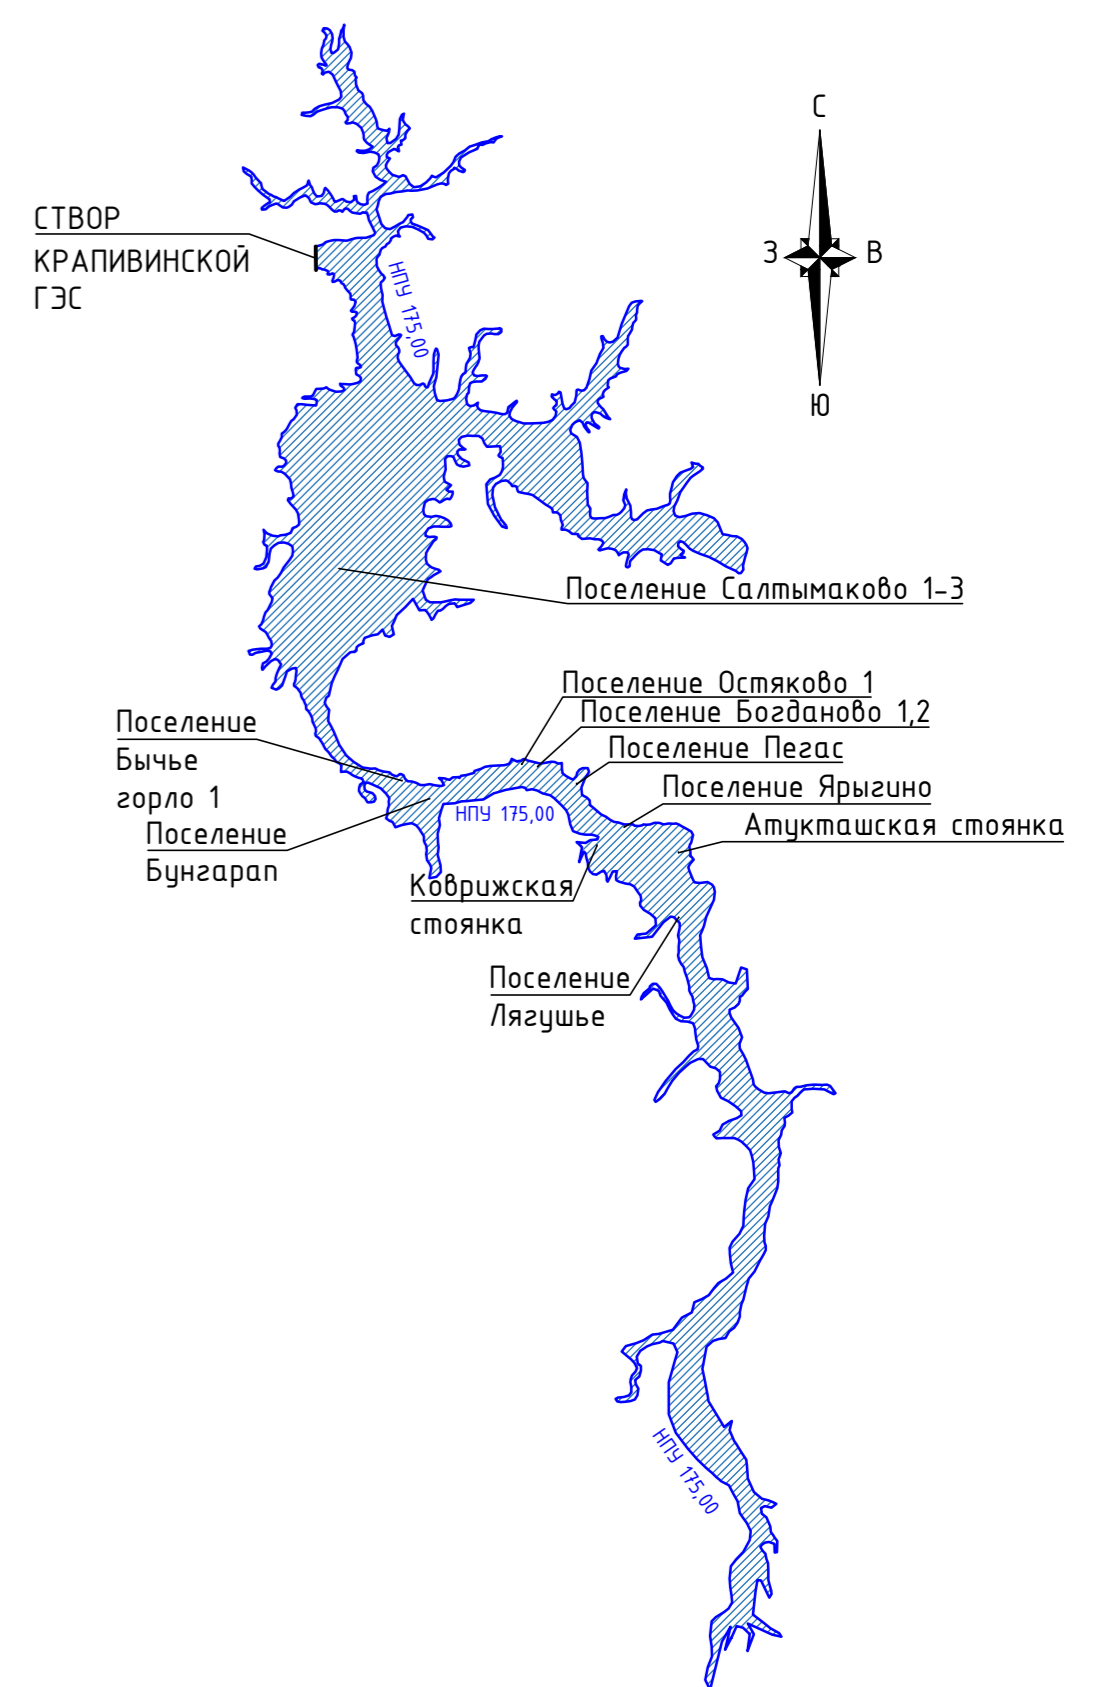 С
СТВОР
КРАПИВИНСКОЙ
ГЭС
З
В
НПУ 175,00
Ю
Поселение Салтымаково 1-3
Поселение Остяково 1
Поселение Богданово 1,2
Поселение
Бычье
горло 1
Поселение Пегас
Поселение Ярыгино
НПУ 175,00
Атукташская стоянка
Поселение
Бунгарап
Коврижская
стоянка
Поселение
Лягушье
НПУ 175,00